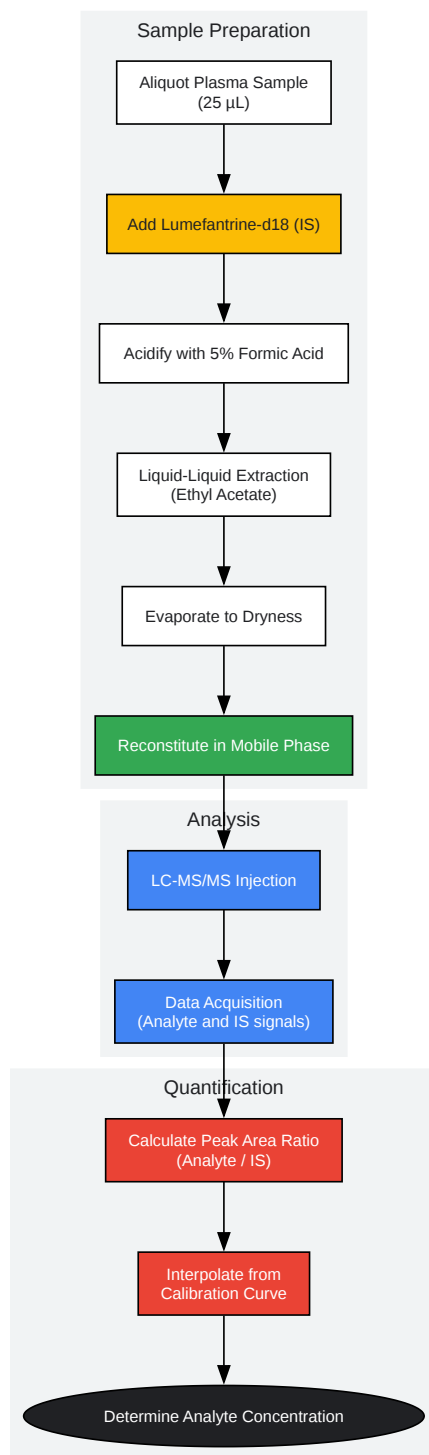 Sample Preparation
Aliquot Plasma Sample
(25 µL)
Add Lumefantrine-d18 (IS)
Acidify with 5% Formic Acid
Liquid-Liquid Extraction
(Ethyl Acetate)
Evaporate to Dryness
Reconstitute in Mobile Phase
Analysis
LC-MS/MS Injection
Data Acquisition
(Analyte and IS signals)
Quantification
Calculate Peak Area Ratio
(Analyte / IS)
Interpolate from
Calibration Curve
Determine Analyte Concentration